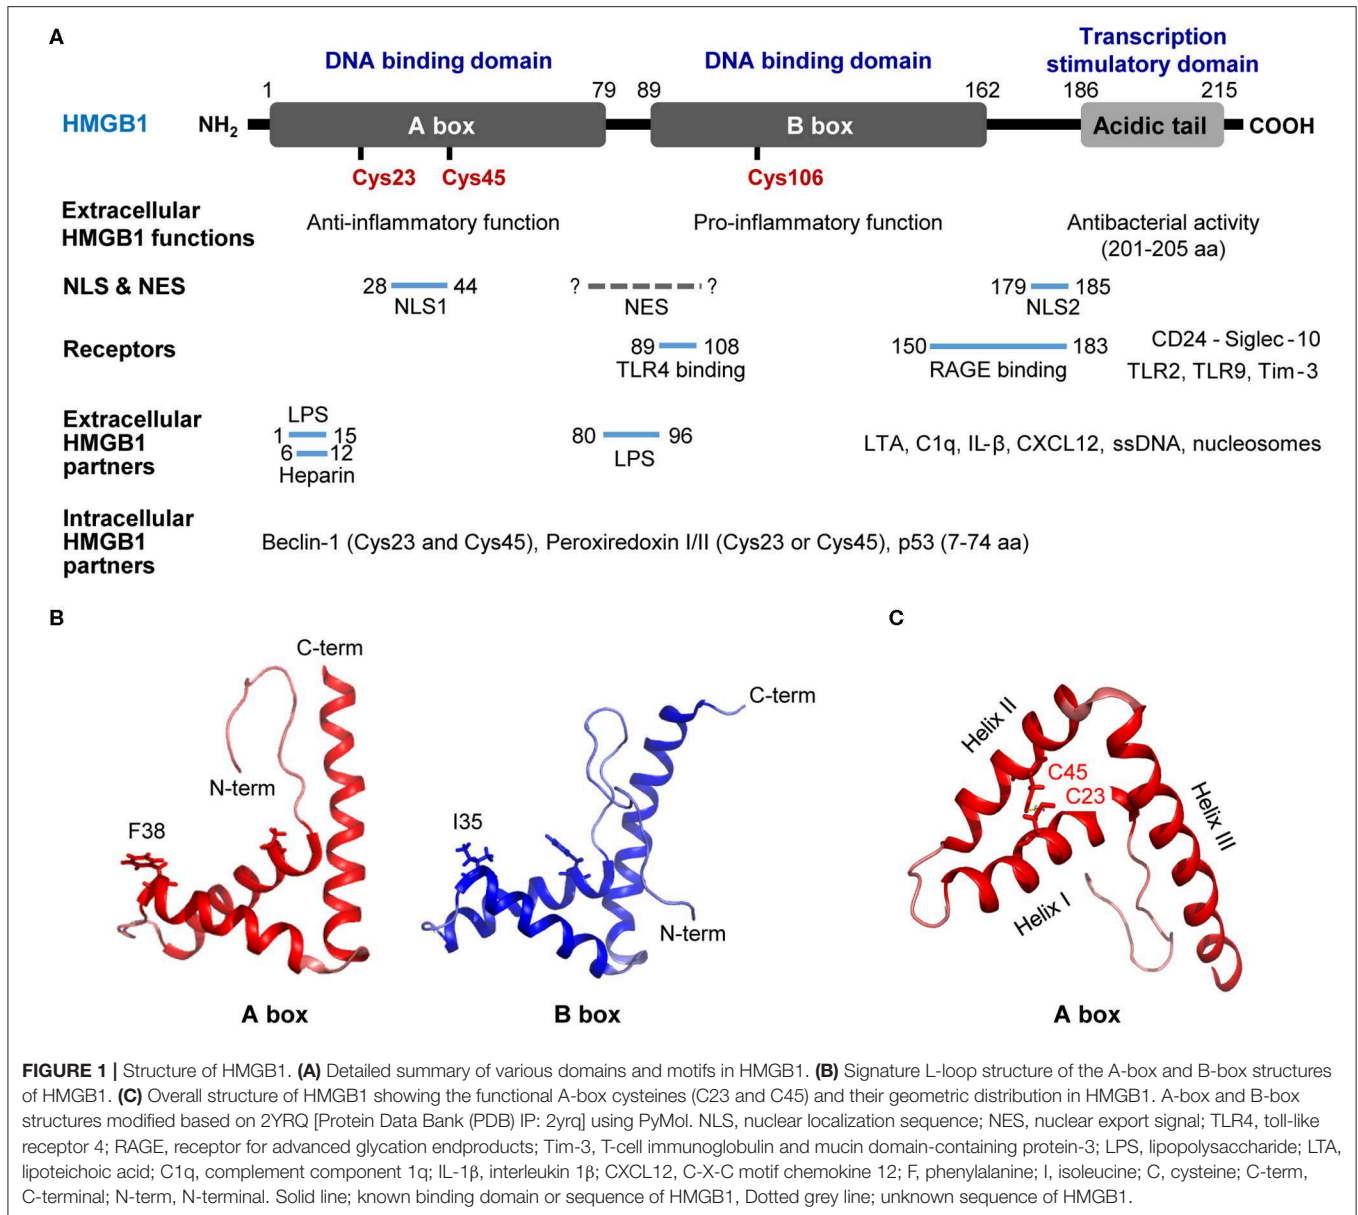 A
DNA binding domain
DNA binding domain
Transcription
stimulatory domain
1
79
89
162
186
215
HMGB1
NH2
A box
B box
Acidic tail
COOH
Cys23
Cys45
Cys106
Extracellular
HMGB1 functions
Anti-inflammatory function
Pro-inflammatory function
Antibacterial activity
(201-205 aa)
NLS & NES
28
44
NLS1
?
?
NES
179
185
NLS2
Receptors
89
108
TLR4 binding
150
183
RAGE binding
CD24 - Siglec - 10
TLR2, TLR9, Tim-3
Extracellular
HMGB1
partners
LPS
1
15
6
12
Heparin
80
96
LPS
LTA, C1q, IL-β, CXCL12, ssDNA, nucleosomes
Intracellular
HMGB1
partners
Beclin-1 (Cys23 and Cys45), Peroxiredoxin I/II (Cys23 or Cys45), p53 (7-74 aa)
B
C-term
N-term
F38
A box
I35
C-term
N-term
B box
C
Helix II
C45
C23
Helix III
Helix I
A box
FIGURE 1 | Structure of HMGB1. (A) Detailed summary of various domains and motifs in HMGB1. (B) Signature L-loop structure of the A-box and B-box structures
of HMGB1. (C) Overall structure of HMGB1 showing the functional A-box cysteines (C23 and C45) and their geometric distribution in HMGB1. A-box and B-box
structures modified based on 2YRQ [Protein Data Bank (PDB) IP: 2yrq] using PyMol. NLS, nuclear localization sequence; NES, nuclear export signal; TLR4, toll-like
receptor 4; RAGE, receptor for advanced glycation endproducts; Tim-3, T-cell immunoglobulin and mucin domain-containing protein-3; LPS, lipopolysaccharide; LTA,
lipoteichoic acid; C1q, complement component 1q; IL-1β, interleukin 1β; CXCL12, C-X-C motif chemokine 12; F, phenylalanine; I, isoleucine; C, cysteine; C-term,
C-terminal; N-term, N-terminal. Solid line; known binding domain or sequence of HMGB1, Dotted grey line; unknown sequence of HMGB1.